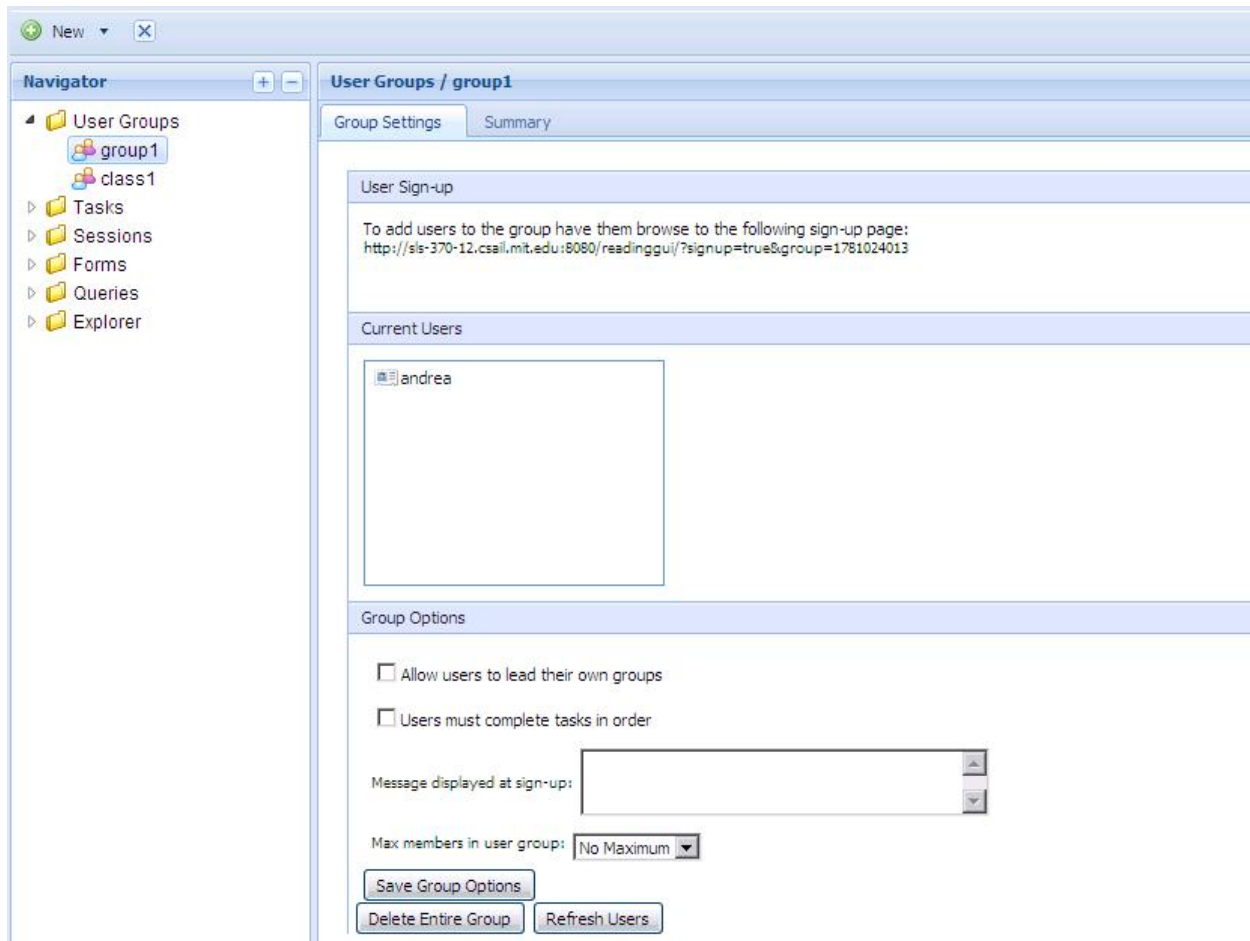 New
Navigator
User Groups
group1
class1
Tasks
Sessions
Forms
Queries
Explorer
User Groups / group1
Group Settings
Summary
User Sign-up
To add users to the group have them browse to the following sign-up page:
http://sls-370-12.csail.mit.edu:8080/readinggui/?signup=true&group=1781024013
Current Users
andrea
Group Options
Allow users to lead their own groups
Users must complete tasks in order
Message displayed at sign-up:
Max members in user group: No Maximum
Save Group Options
Delete Entire Group Refresh Users